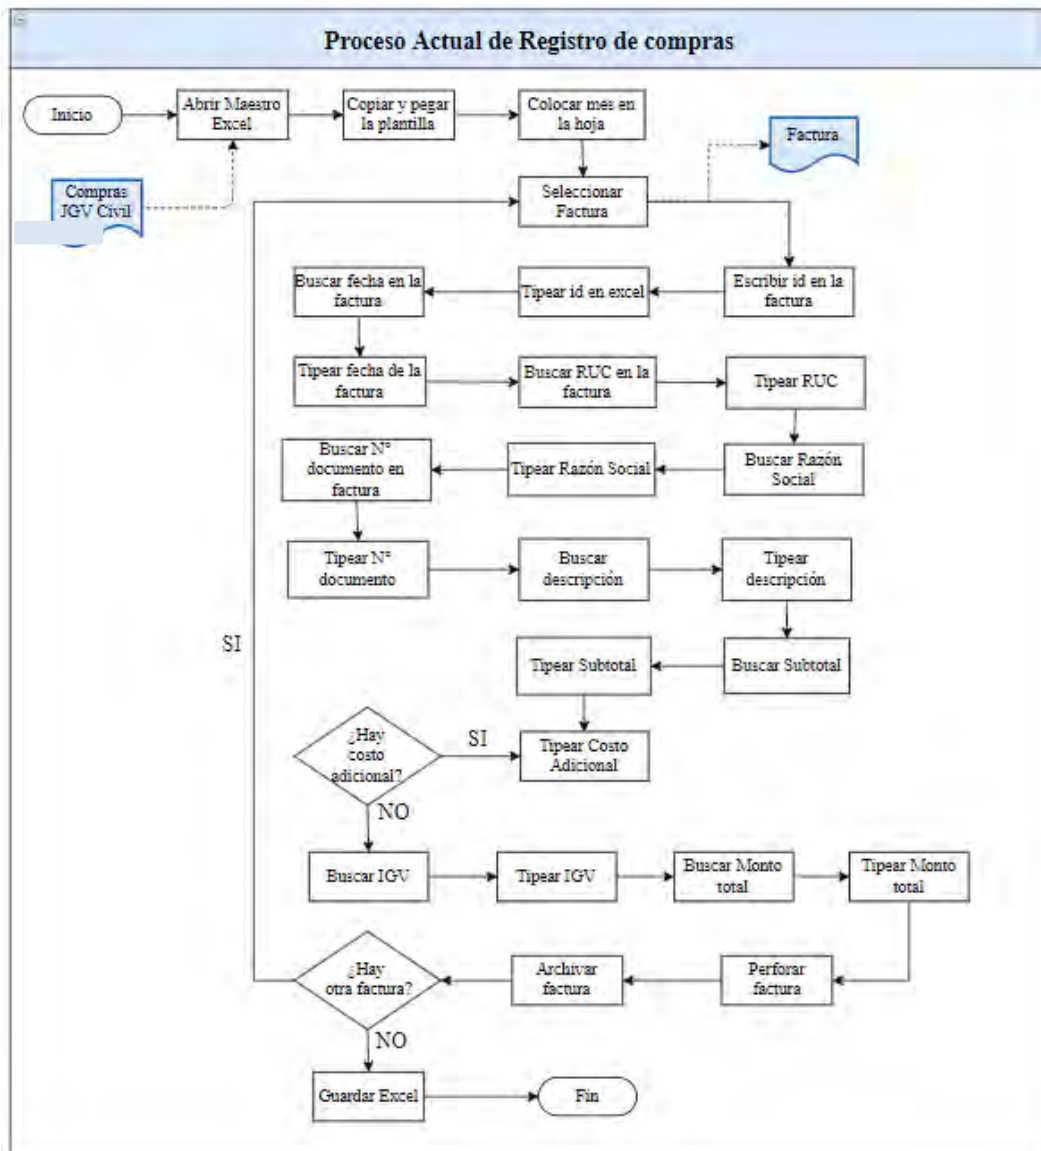 Proceso Actual de Registro de compras
Inicio
Abrir Maestro
Excel
Copiar y pegar
la plantilla
Colocar mes en
la hoja
Factura
Compras
JGV Civil
Seleccionar
Factura
Buscar fecha en la
factura
Tipear id en excel
Escribir id en la
factura
Tipear fecha de la
factura
Buscar RUC en la
factura
Tipear RUC
Buscar N°
documento en
factura
Tipear Razón Social
Buscar Razón
Social
Tipear N°
documento
Buscar
descripción
Tipear
descripción
SI
Tipear Subtotal
Buscar Subtotal
¿Hay
costo
adicional?
SI
Tipear Costo
Adicional
NO
Buscar IGV
Tipear IGV
Buscar Monto
total
Tipear Monto
total
¿Hay
otra factura?
Archivar
factura
Perforar
factura
NO
Guardar Excel
Fin